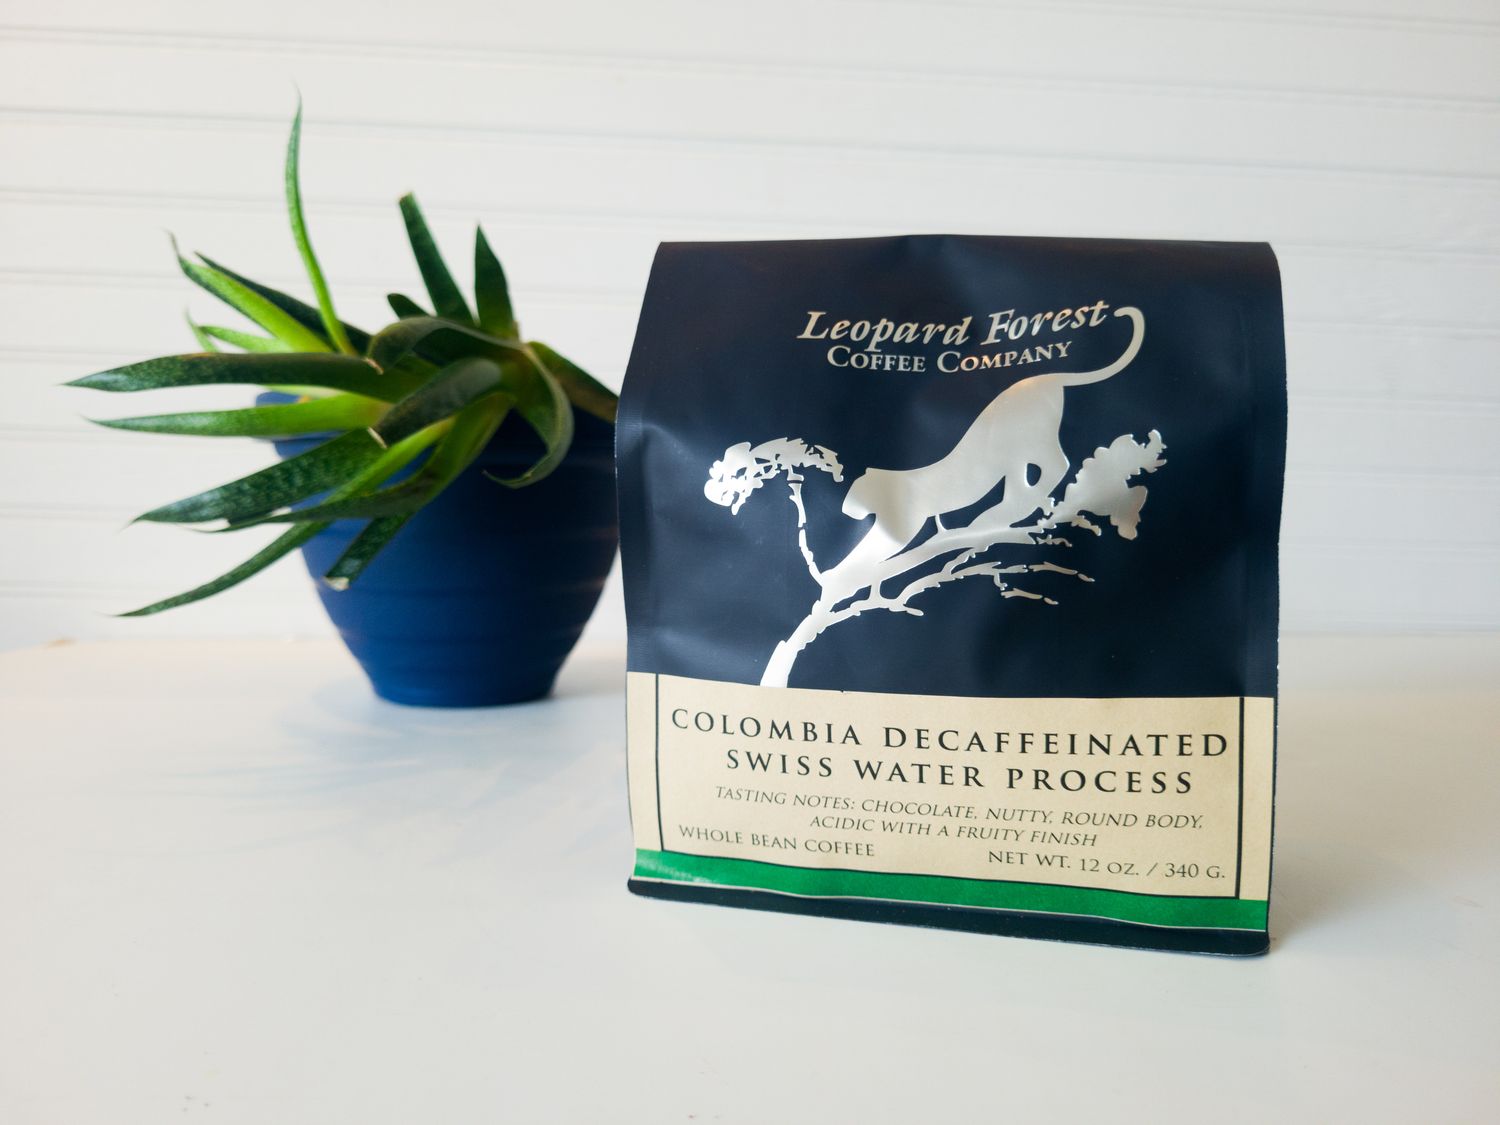 Leopard Forest
COFFEE COMPANY
COLOMBIA DECAFFEINATED
SWISS WATER PROCESS
TASTING NOTES: CHOCOLATE, NUTTY, ROUND BODY,
ACIDIC WITH A FRUITY FINISH
WHOLE BEAN COFFEE
NET WT. 12 OZ. / 340 G.